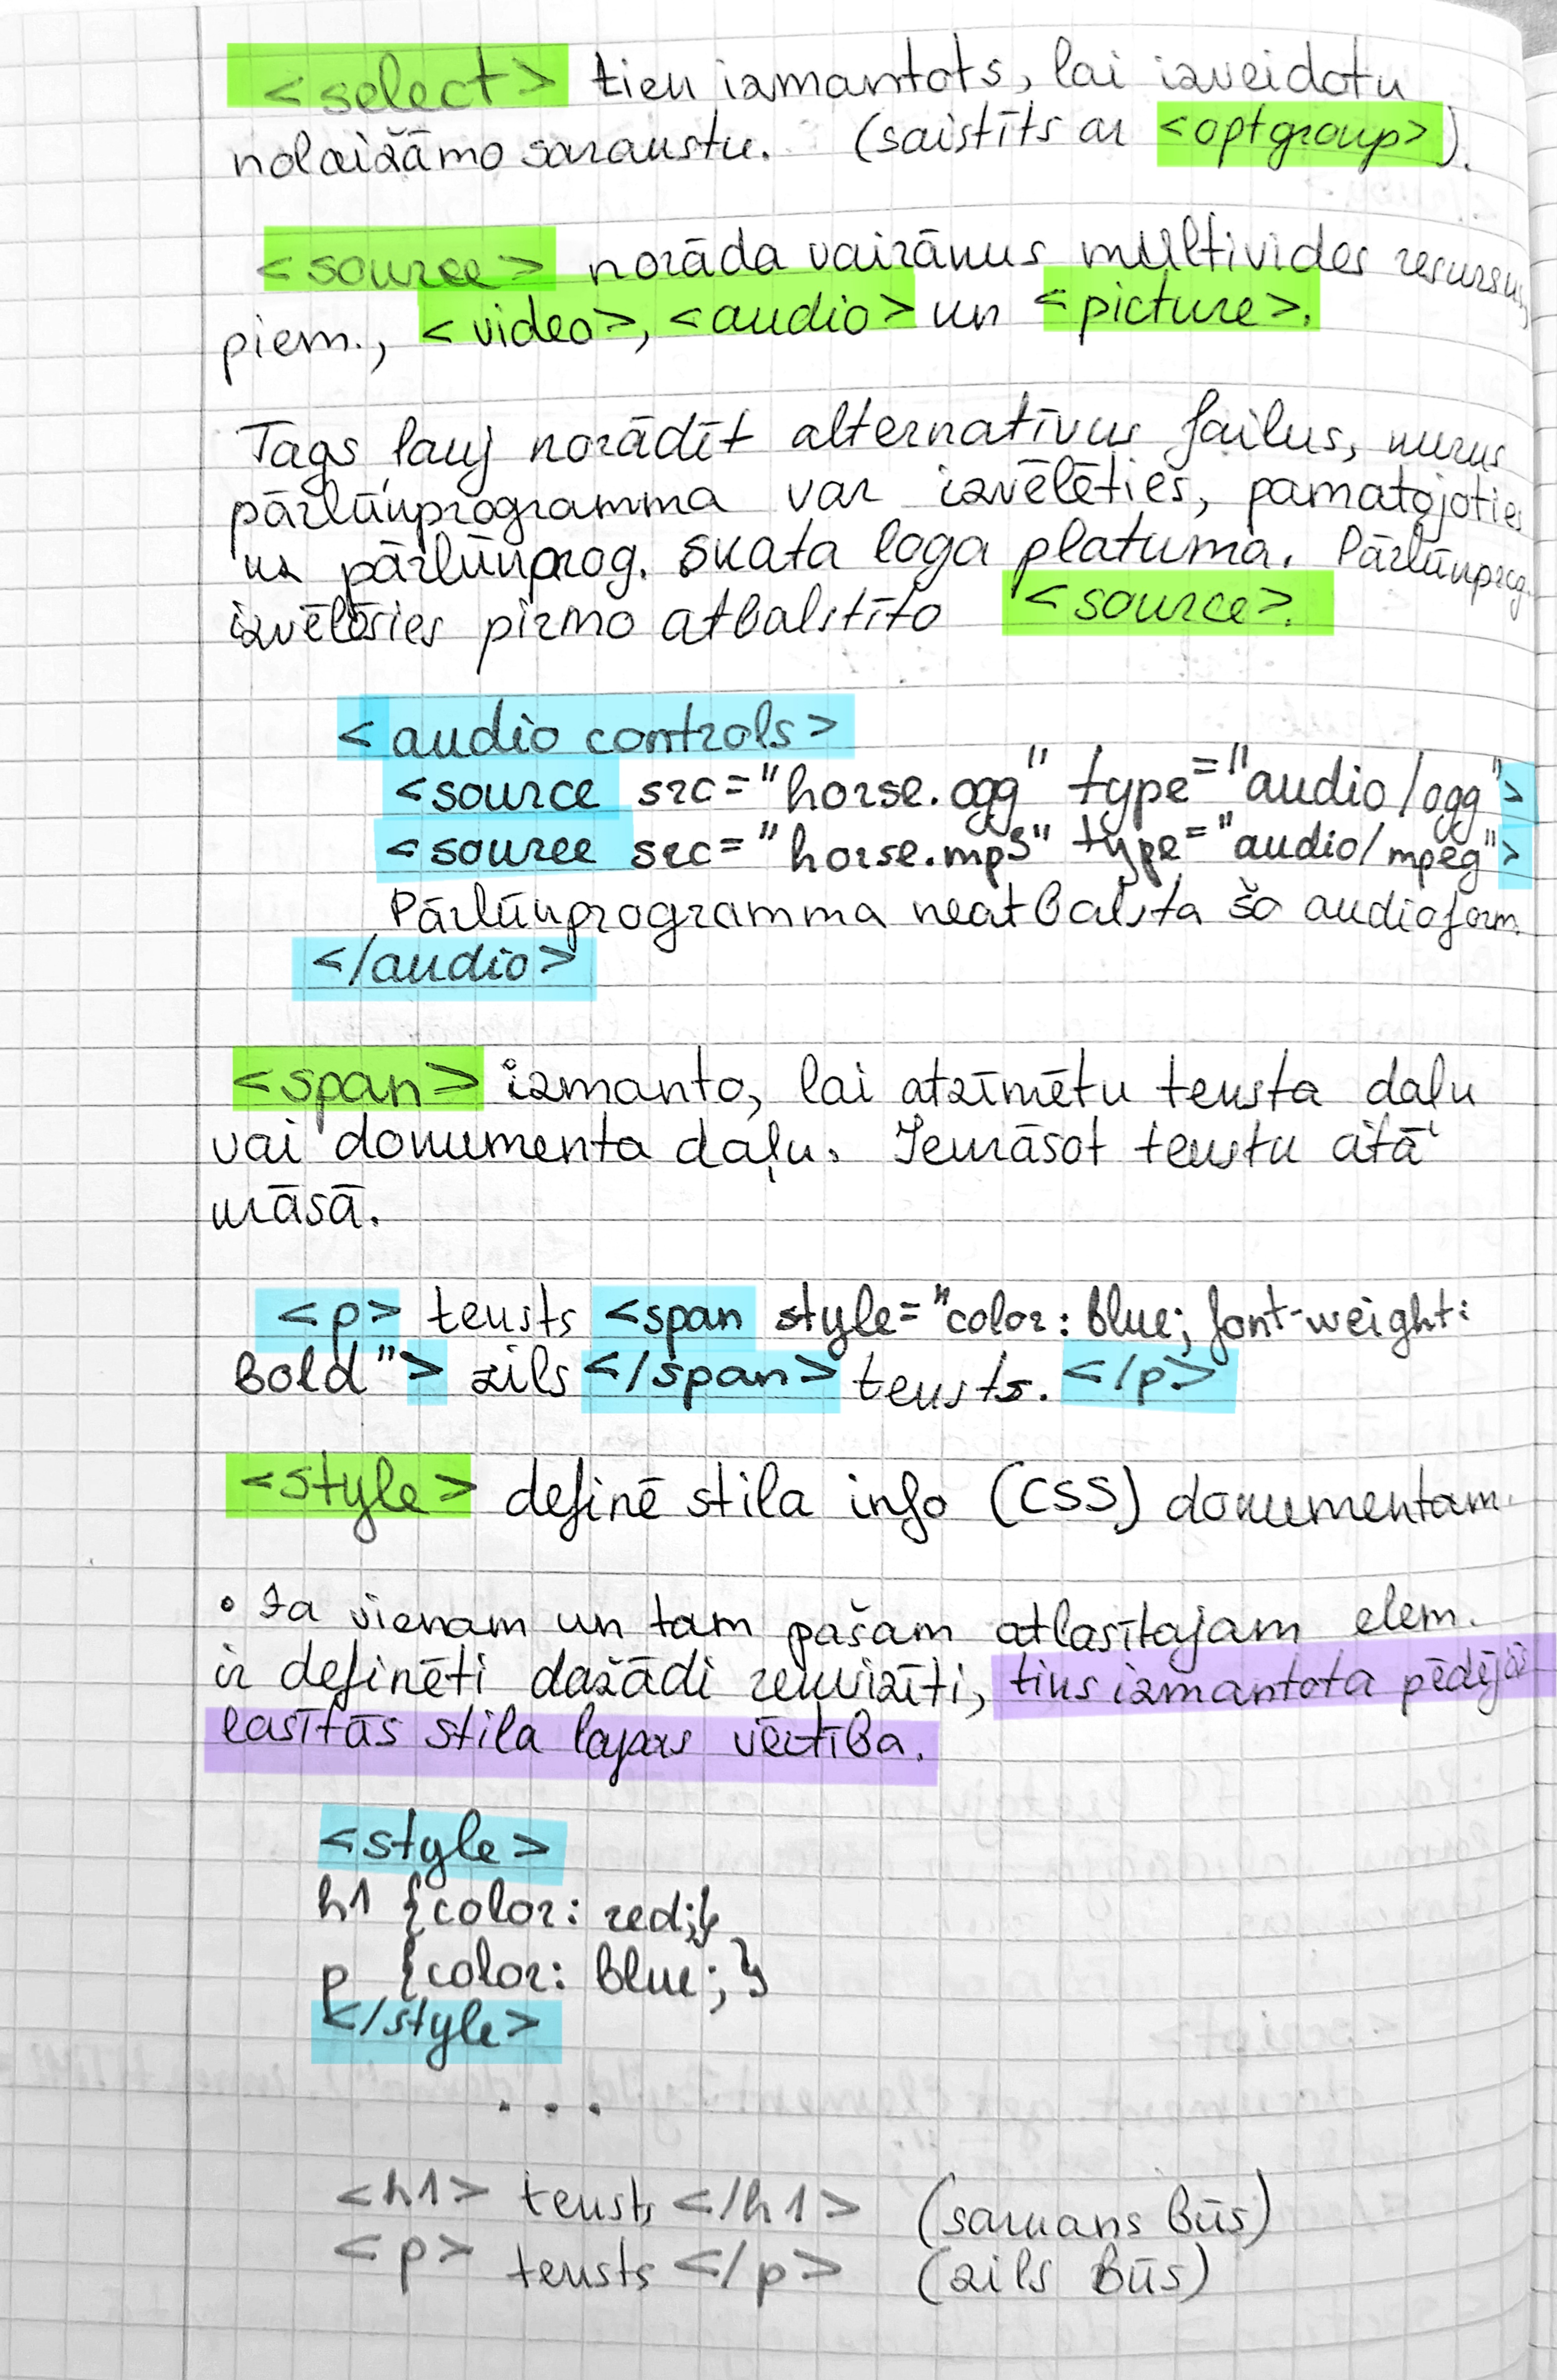 <select> tiek izmantots, lai izveidotu
nolaižāmo sarakstu. (saistīts ar <optgroup>).
<source> norāda vairākus multivides resursus,
piem., <video>, <audio> un <picture>.
Tags ļauj norādīt alternatīvus failus, kurus
pārlūkprogramma var izvēlēties, pamatojoties
uz pārlūkprog. skata loga platuma. Pārlūkprog.
izvēlēsies pirmo atbalstīto <source>.
<audio controls>
<source src="horse.ogg" type="audio/ogg">
<source src="horse.mp3" type="audio/mpeg">
Pārlūkprogramma neatbalsta šo audioform.
</audio>
<span> izmanto, lai atzīmētu teksta daļu
vai dokumenta daļu. Iekrāsot tekstu citā
krāsā.
<p> teksts <span style="color: blue; font-weight:
bold"> zils </span> teksts. </p>
<style> definē stila info (CSS) dokumentam.
• Ja vienam un tam pašam atlasītajam elem.
ir definēti dažādi rekvizīti, tiks izmantota pēdējās
lasītās stila lapas vērtība.
<style>
h1 {color: red;}
p {color: blue;}
</style>
...
<h1> teksts </h1> (sarkans būs)
<p> teksts </p> (zils būs)